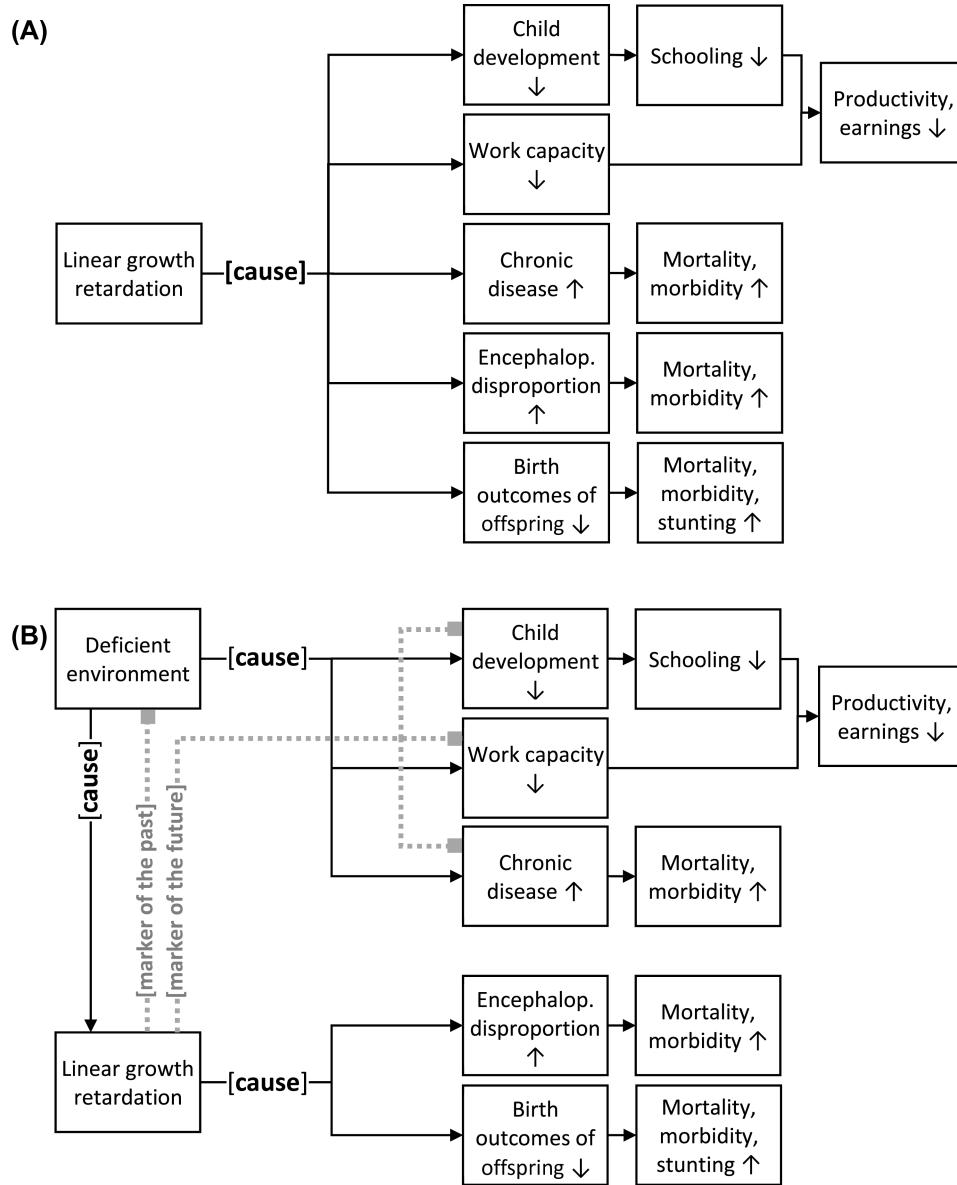 (A)
Child
development
↓
Schooling ↓
Productivity,
earnings ↓
Work capacity
↓
Linear growth
retardation
[cause]
Chronic
disease ↑
Mortality,
morbidity ↑
Encephalop.
disproportion
↑
Mortality,
morbidity ↑
Birth
outcomes of
offspring ↓
Mortality,
morbidity,
stunting ↑
(B)
Deficient
environment
[cause]
Child
development
↓
Schooling ↓
Productivity,
earnings ↓
Work capacity
↓
[cause]
[marker of the past]
[marker of the future]
Chronic
disease ↑
Mortality,
morbidity ↑
Linear growth
retardation
[cause]
Encephalop.
disproportion
↑
Mortality,
morbidity ↑
Birth
outcomes of
offspring ↓
Mortality,
morbidity,
stunting ↑